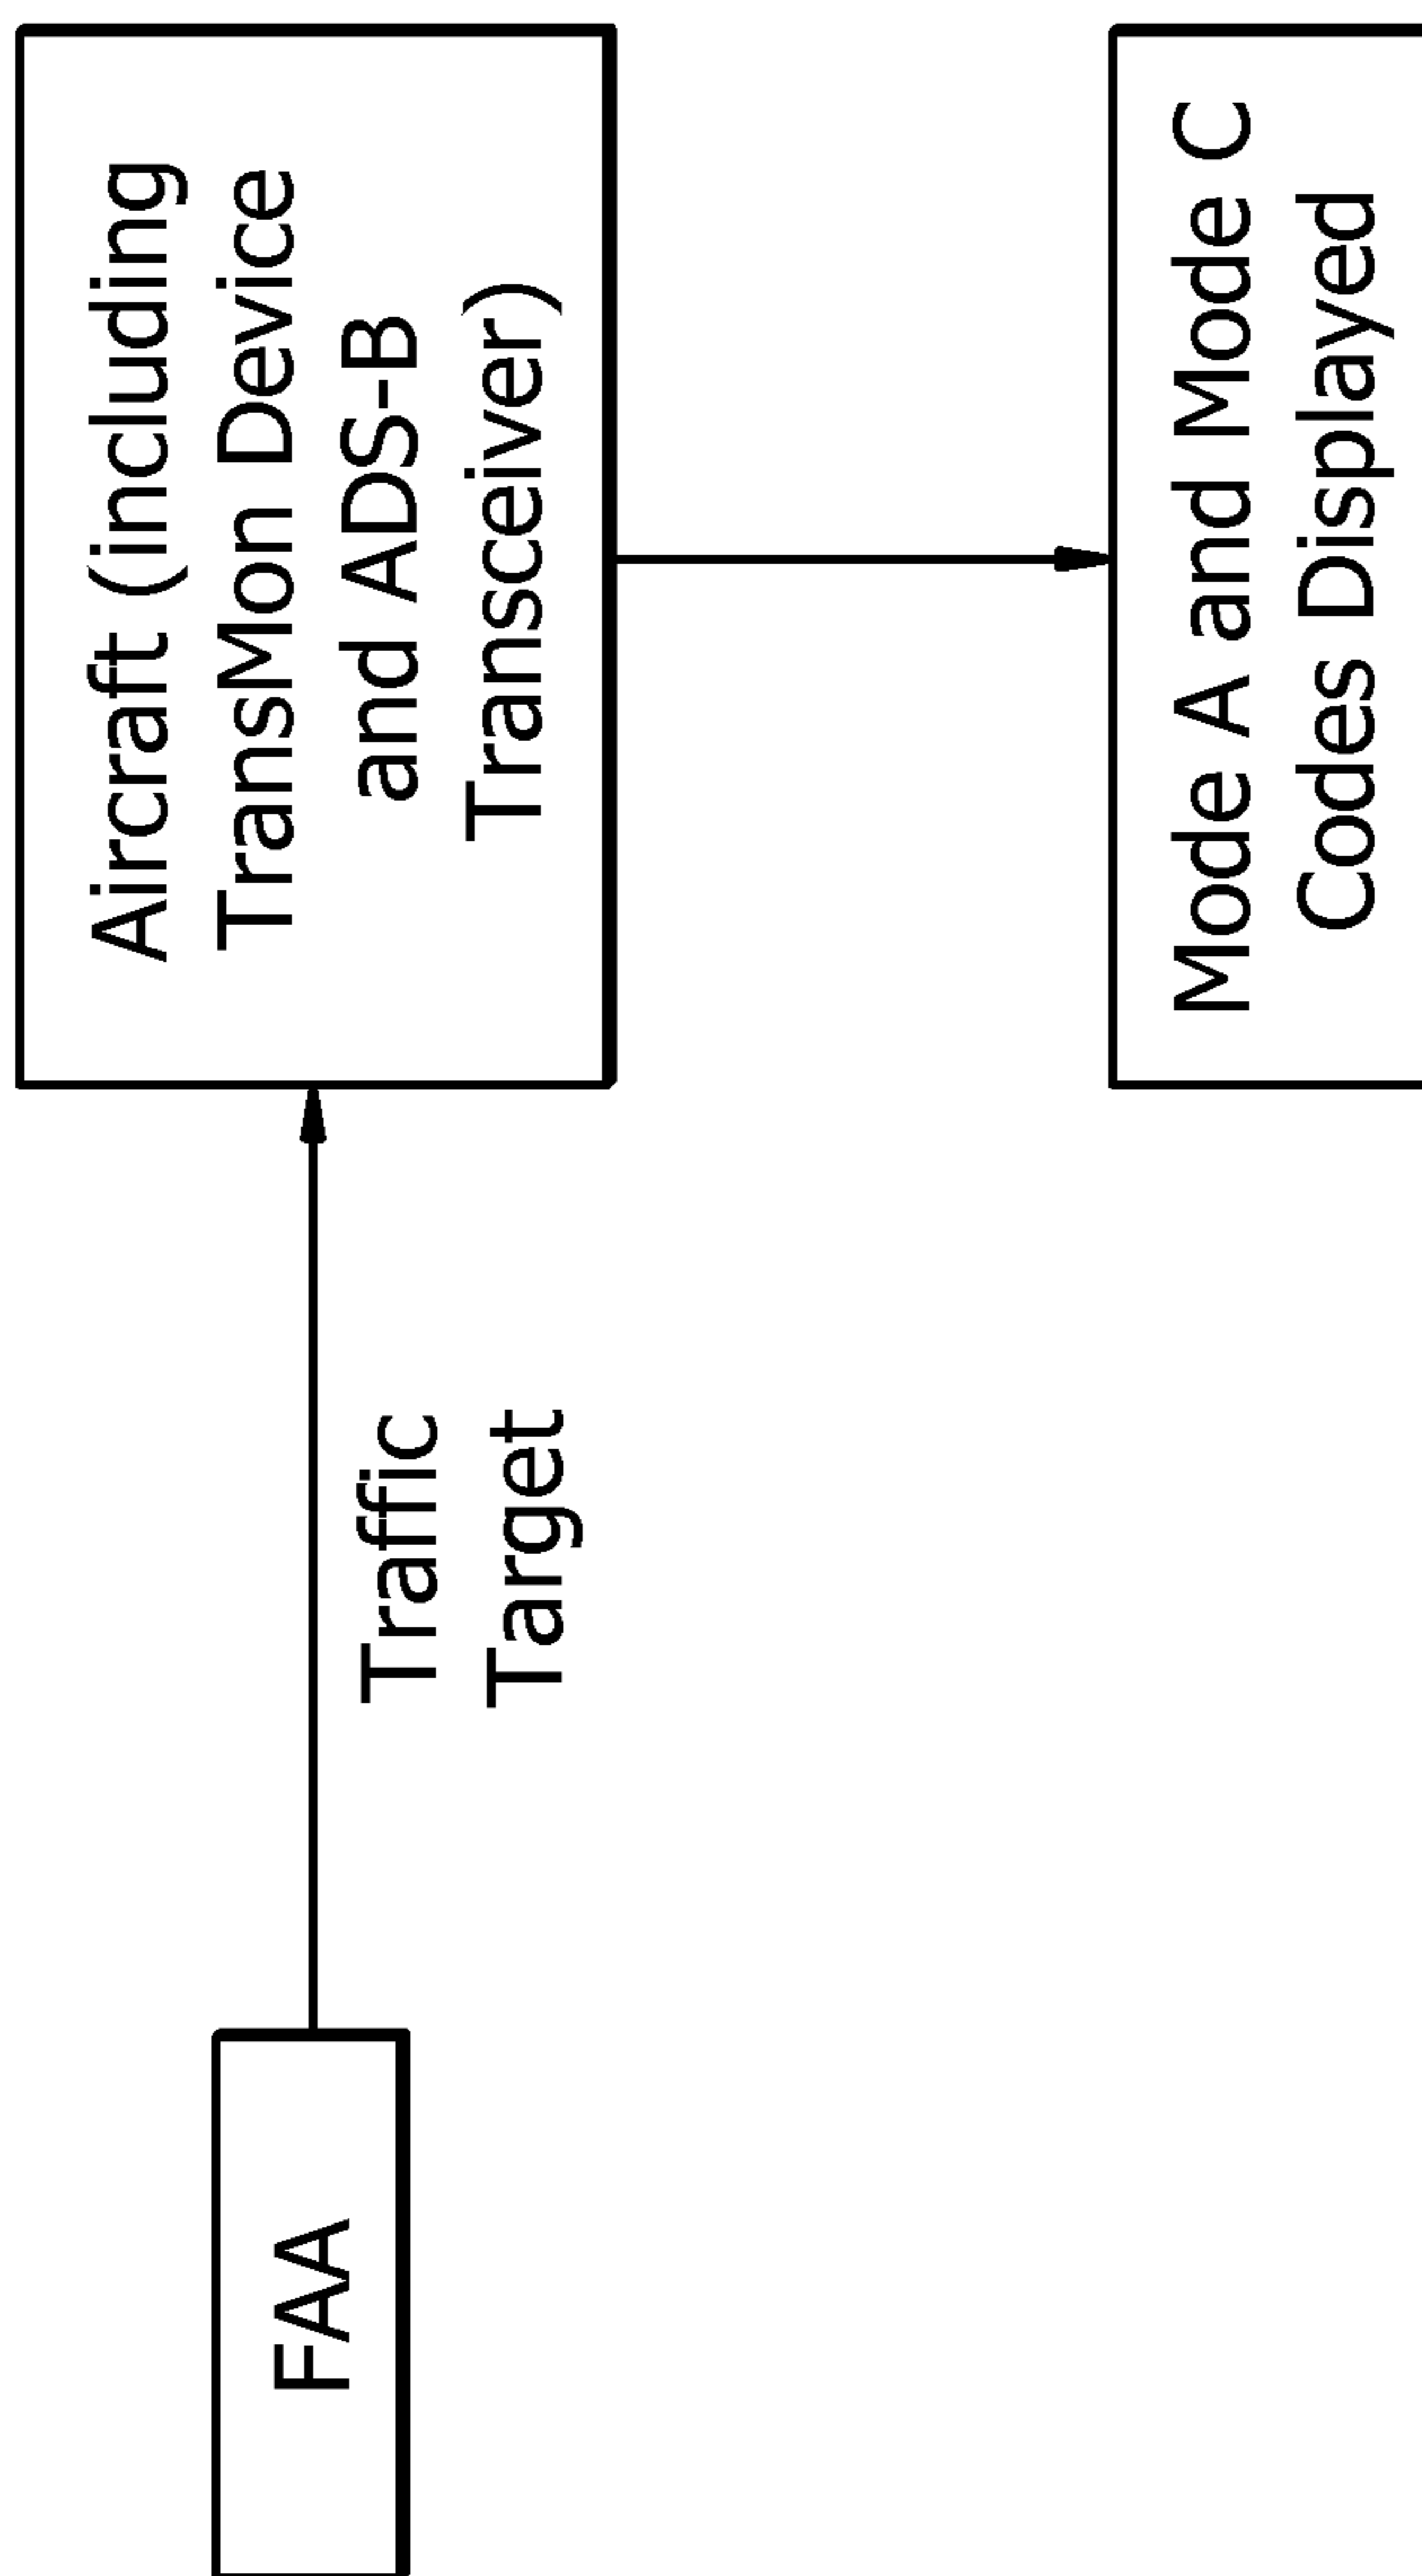 FAA
Traffic
Target
Aircraft (including
TransMon Device
and ADS-B
Transceiver)
Mode A and Mode C
Codes Displayed